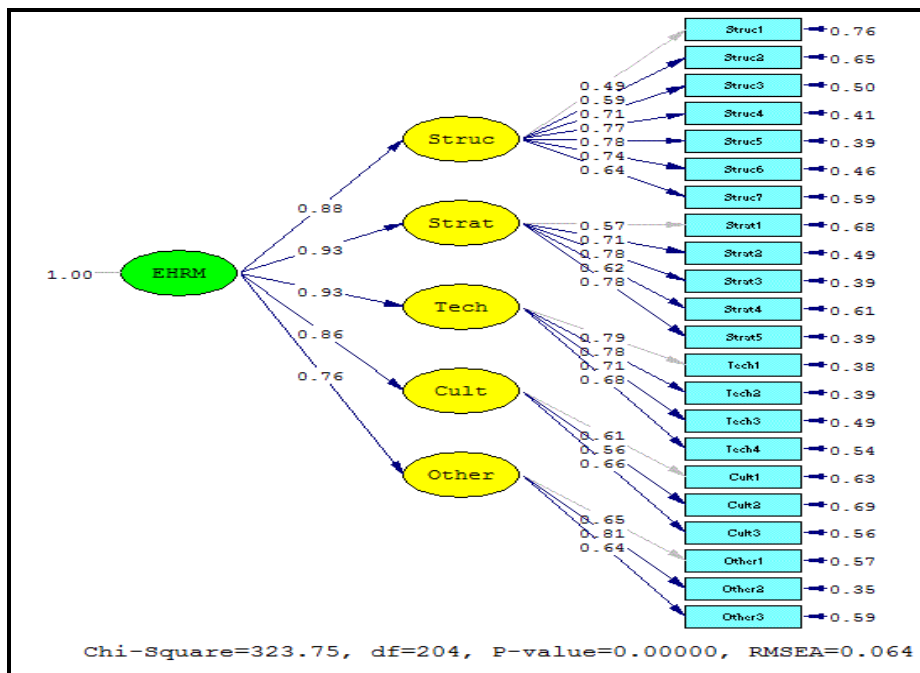 Struc1 0.76
Struc2 0.65
0.49
0.59
Struc3 0.50
0.71
Struc4 0.41
0.77
Struc
Struc5 0.39
0.78
0.74
Struc6 0.46
0.64
Struc7 0.59
0.88
Strat
0.57
Strat1 0.68
0.71
Strat2 0.49
0.93
0.78
0.62
Strat3 0.39
0.78
1.00 EHRM
0.93
Strat4 0.61
Tech
Strat5 0.39
0.79
0.86
0.78
Tech1 0.38
0.71
0.76
0.68
Tech2 0.39
Cult
Tech3 0.49
0.61
Tech4 0.54
0.56
0.66
Cult1 0.63
Other
Cult2 0.69
0.65
Cult3 0.56
0.81
0.64
Other1 0.57
Other2 0.35
Other3 0.59
Chi-Square=323.75, df=204, P-value=0.00000, RMSEA=0.064